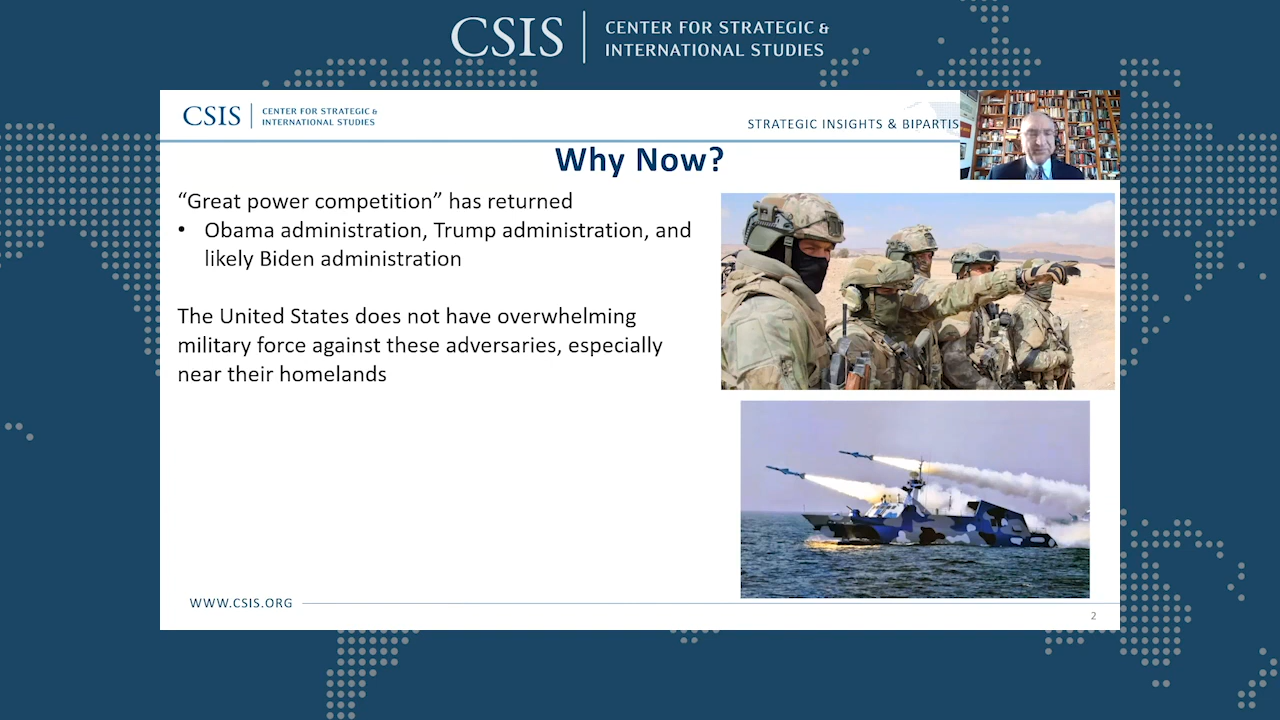 CSIS
CENTER FOR STRATEGIC &
INTERNATIONAL STUDIES
CSIS
CENTER FOR STRATEGIC &
INTERNATIONAL STUDIES
STRATEGIC INSIGHTS & BIPARTIS
Why Now?
“Great power competition” has returned
• Obama administration, Trump administration, and
likely Biden administration
The United States does not have overwhelming
military force against these adversaries, especially
near their homelands
WWW.CSIS.ORG
2